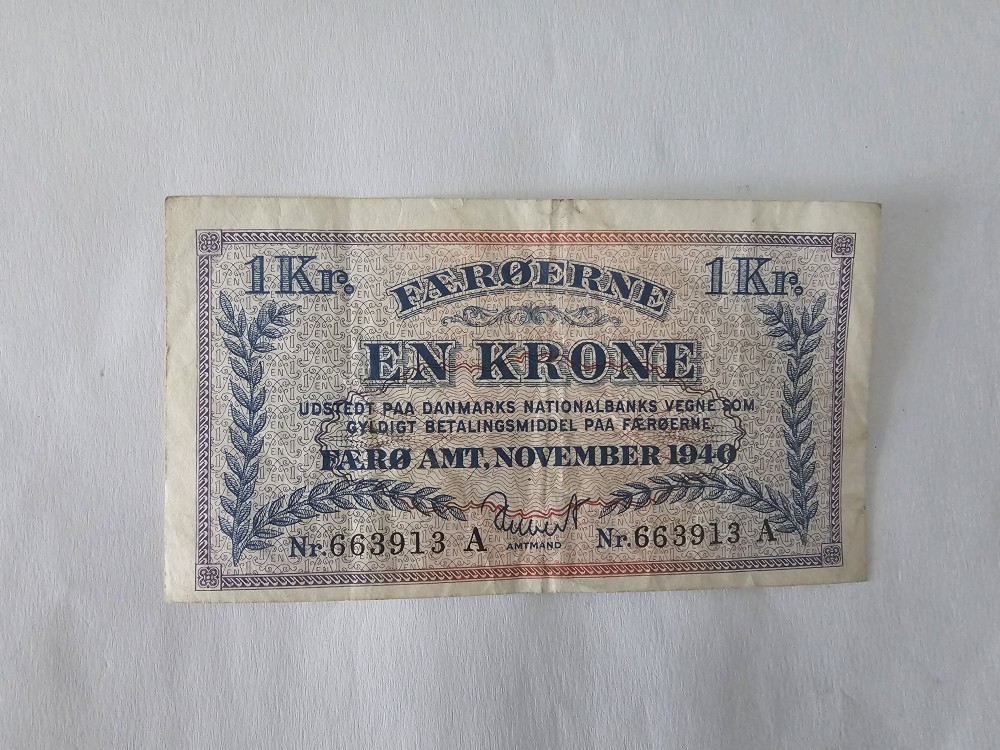 1 Kr. FÆRØERNE 1 Kr.
EN KRONE
UDSTEDT PAA DANMARKS NATIONALBANKS VEGNE SOM
GYLDIGT BETALINGSMIDDEL PAA FÆRØERNE.
FÆRØ AMT, NOVEMBER 1940
Nr. 663913 A AMTMAND Nr. 663913 A